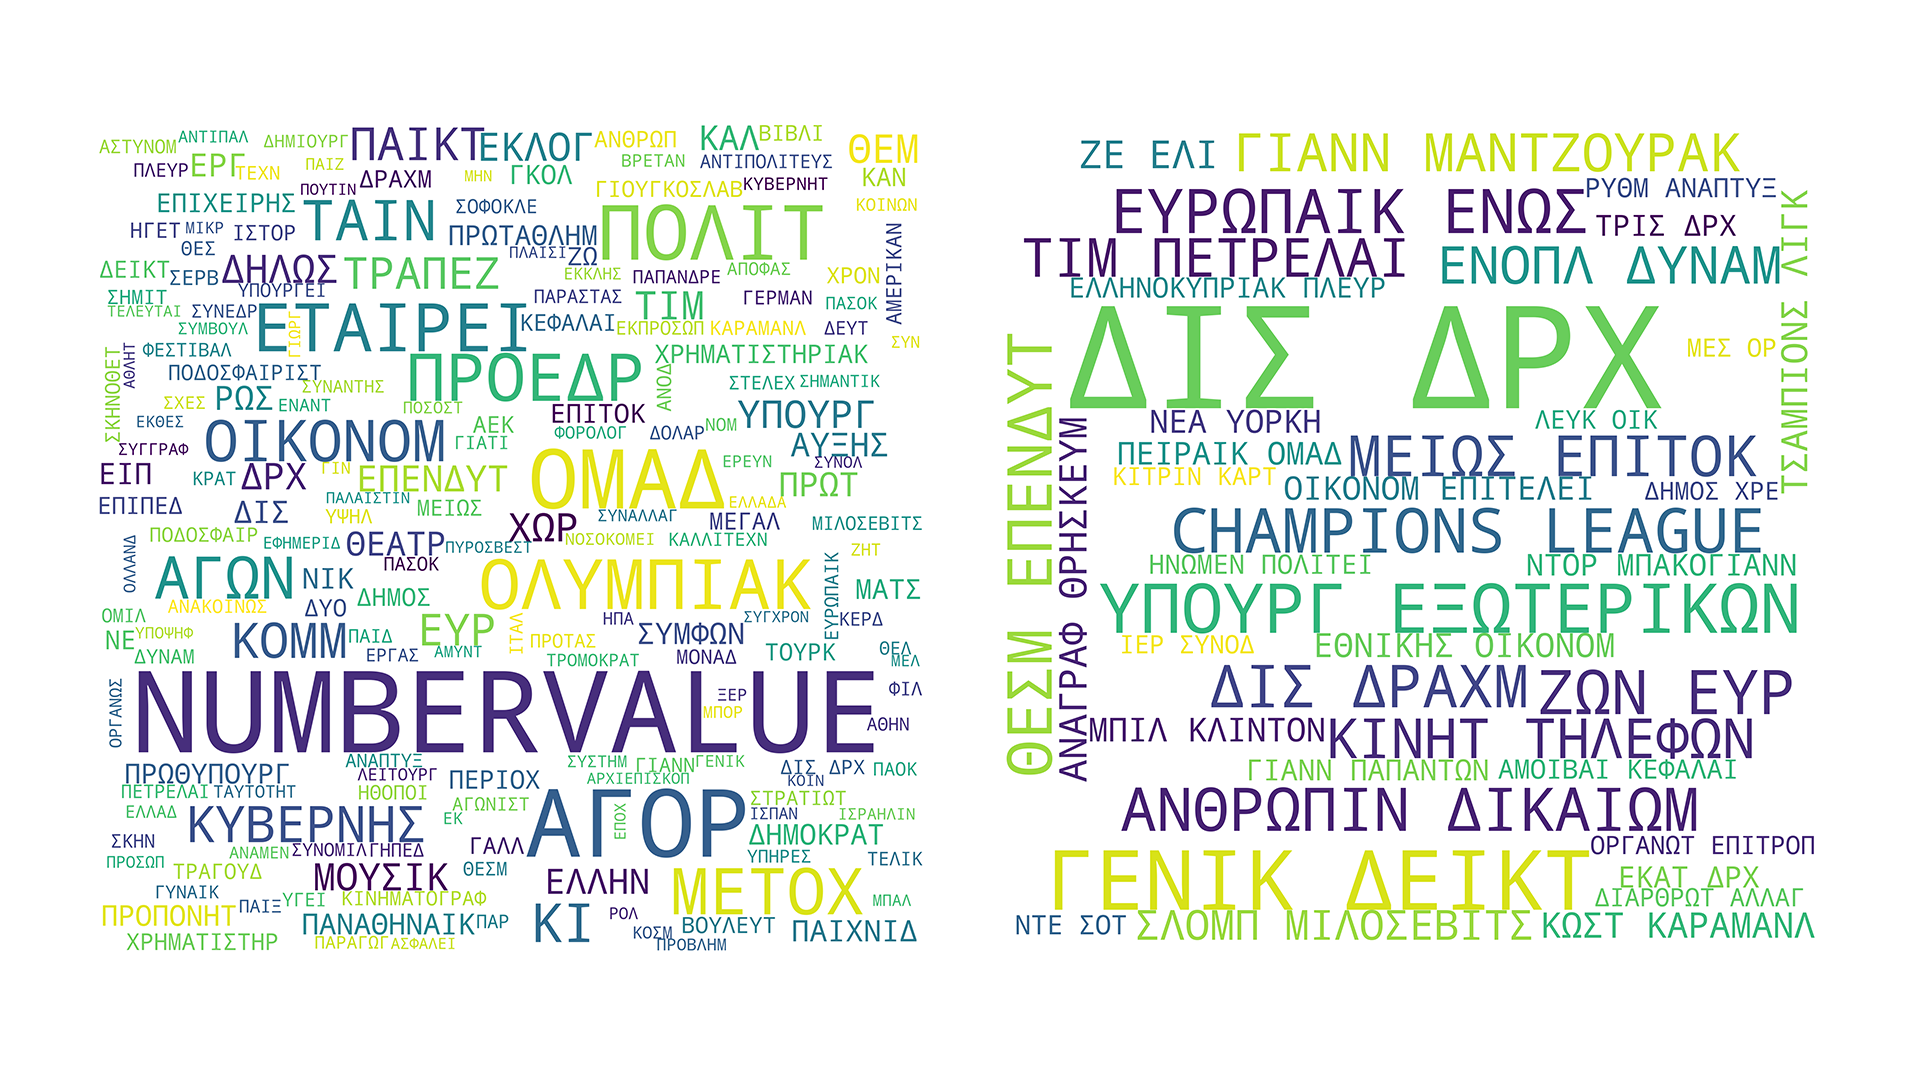 ΑΣΤΥΝΟΜ ΑΝΤΙΠΑΛ ΔΗΜΙΟΥΡΓ ΠΑΙΚΤ ΕΚΛΟΓ ΑΝΘΡΩΠ ΚΑΛ ΒΙΒΛΙ ΘΕΜ
ΠΛΕΥΡ ΕΡΓ ΤΕΧΝ ΠΑΙΖ ΔΡΑΧΜ ΜΗΝ ΓΚΟΛ ΒΡΕΤΑΝ ΑΝΤΙΠΟΛΙΤΕΥΣ ΚΑΝ
ΠΟΥΤΙΝ ΓΙΟΥΓΚΟΣΛΑΒ ΚΥΒΕΡΝΗΤ
ΕΠΙΧΕΙΡΗΣ ΤΑΙΝ ΣΟΦΟΚΛΕ ΠΟΛΙΤ ΚΟΙΝΩΝ
ΗΓΕΤ ΜΙΚΡ ΙΣΤΟΡ ΠΡΩΤΑΘΛΗΜ ΑΜΕΡΙΚΑΝ
ΘΕΣ ΠΛΑΙΣΙ ΖΩ
ΔΕΙΚΤ ΣΕΡΒ ΔΗΛΩΣ ΤΡΑΠΕΖ ΕΚΚΛΗΣ ΠΑΠΑΝΔΡΕ ΑΠΟΦΑΣ ΧΡΟΝ
ΣΗΜΙΤ ΥΠΟΥΡΓΕΙ ΠΑΡΑΣΤΑΣ ΤΙΜ ΓΕΡΜΑΝ ΠΑΣΟΚ
ΤΕΛΕΥΤΑΙ ΣΥΝΕΔΡ ΕΤΑΙΡΕΙ ΚΕΦΑΛΑΙ ΕΚΠΡΟΣΩΠ ΚΑΡΑΜΑΝΛ ΔΕΥΤ
ΣΥΜΒΟΥΛ ΓΙΩΡΓ ΣΥΝ
ΣΚΗΝΟΘΕΤ ΑΘΛΗΤ ΦΕΣΤΙΒΑΛ ΠΡΟΕΔΡ ΧΡΗΜΑΤΙΣΤΗΡΙΑΚ
ΠΟΔΟΣΦΑΙΡΙΣΤ ΣΥΝΑΝΤΗΣ ΑΝΟΔ ΣΤΕΛΕΧ ΣΗΜΑΝΤΙΚ
ΣΧΕΣ ΡΩΣ ΕΝΑΝΤ ΠΟΣΟΣΤ ΕΠΙΤΟΚ ΥΠΟΥΡΓ
ΕΚΘΕΣ ΟΙΚΟΝΟΜ ΑΕΚ ΓΙΑΤΙ ΦΟΡΟΛΟΓ ΔΟΛΑΡ ΝΟΜ ΑΥΞΗΣ
ΣΥΓΓΡΑΦ ΕΡΕΥΝ ΣΥΝΟΛ
ΕΙΠ ΚΡΑΤ ΔΡΧ ΓΙΝ ΕΠΕΝΔΥΤ ΟΜΑΔ ΠΡΩΤ
ΕΠΙΠΕΔ ΔΙΣ ΠΑΛΑΙΣΤΙΝ ΥΨΗΛ ΜΕΙΩΣ ΕΛΛΑΔΑ
ΧΩΡ ΣΥΝΑΛΛΑΓ ΜΕΓΑΛ ΜΙΛΟΣΕΒΙΤΣ
ΠΟΔΟΣΦΑΙΡ ΕΦΗΜΕΡΙΔ ΘΕΑΤΡ ΠΥΡΟΣΒΕΣΤ ΝΟΣΟΚΟΜΕΙ ΚΑΛΛΙΤΕΧΝ ΖΗΤ
ΟΛΛΑΝΔ ΑΓΩΝ ΝΙΚ ΠΑΣΟΚ ΟΛΥΜΠΙΑΚ ΕΥΡΩΠΑΙΚ ΜΑΤΣ
ΟΜΙΛ ΑΝΑΚΟΙΝΩΣ ΔΥΟ ΔΗΜΟΣ ΗΠΑ ΣΥΓΧΡΟΝ ΚΕΡΔ
ΝΕ ΥΠΟΨΗΦ ΚΟΜΜ ΠΑΙΔ ΕΥΡ ΙΤΑΛ ΠΡΟΤΑΣ ΣΥΜΦΩΝ
ΔΥΝΑΜ ΕΡΓΑΣ ΑΜΥΝΤ ΤΡΟΜΟΚΡΑΤ ΜΟΝΑΔ ΤΟΥΡΚ ΘΕΛ ΜΕΛ
ΟΡΓΑΝΩΣ NUMBERVALUE ΞΕΡ ΜΠΟΡ ΦΙΛ ΑΘΗΝ
ΠΡΩΘΥΠΟΥΡΓ ΑΝΑΠΤΥΞ ΛΕΙΤΟΥΡΓ ΠΕΡΙΟΧ ΣΥΣΤΗΜ ΓΙΑΝΝ ΓΕΝΙΚ ΔΙΣ ΔΡΧ ΠΑΟΚ
ΠΕΤΡΕΛΑΙ ΤΑΥΤΟΤΗΤ ΗΘΟΠΟΙ ΑΡΧΙΕΠΙΣΚΟΠ ΚΟΙΝ
ΕΛΛΑΔ ΚΥΒΕΡΝΗΣ ΑΓΩΝΙΣΤ ΕΚ ΑΓΟΡ ΕΠΟΧ ΣΤΡΑΤΙΩΤ ΙΣΠΑΝ ΙΣΡΑΗΛΙΝ
ΣΚΗΝ ΑΝΑΜΕΝ ΣΥΝΟΜΙΛ ΓΗΠΕΔ ΓΑΛΛ ΔΗΜΟΚΡΑΤ
ΠΡΟΣΩΠ ΤΡΑΓΟΥΔ ΜΟΥΣΙΚ ΘΕΣΜ ΕΛΛΗΝ ΜΕΤΟΧ ΥΠΗΡΕΣ ΤΕΛΙΚ
ΓΥΝΑΙΚ ΥΓΕΙ ΚΙΝΗΜΑΤΟΓΡΑΦ ΜΠΑΛ
ΠΡΟΠΟΝΗΤ ΠΑΙΞ ΠΑΝΑΘΗΝΑΙΚ ΠΑΡ ΚΙ ΡΟΛ ΒΟΥΛΕΥΤ ΠΑΙΧΝΙΔ
ΧΡΗΜΑΤΙΣΤΗΡ ΠΑΡΑΓΩΓ ΑΣΦΑΛΕΙ ΚΟΣΜ ΠΡΟΒΛΗΜ
ΖΕ ΕΛΙ ΓΙΑΝΝ ΜΑΝΤΖΟΥΡΑΚ
ΕΥΡΩΠΑΙΚ ΕΝΩΣ ΡΥΘΜ ΑΝΑΠΤΥΞ
ΤΡΙΣ ΔΡΧ
ΤΙΜ ΠΕΤΡΕΛΑΙ ΕΝΟΠΛ ΔΥΝΑΜ
ΤΣΑΜΠΙΟΝΣ ΛΙΓΚ
ΕΛΛΗΝΟΚΥΠΡΙΑΚ ΠΛΕΥΡ
ΔΙΣ ΔΡΧ
ΜΕΣ ΟΡ
ΘΕΣΜ ΕΠΕΝΔΥΤ
ΑΝΑΓΡΑΦ ΘΡΗΣΚΕΥΜ
ΝΕΑ ΥΟΡΚΗ ΛΕΥΚ ΟΙΚ
ΠΕΙΡΑΙΚ ΟΜΑΔ ΜΕΙΩΣ ΕΠΙΤΟΚ
ΚΙΤΡΙΝ ΚΑΡΤ
ΟΙΚΟΝΟΜ ΕΠΙΤΕΛΕΙ ΔΗΜΟΣ ΧΡΕ
CHAMPIONS LEAGUE
ΗΝΩΜΕΝ ΠΟΛΙΤΕΙ ΝΤΟΡ ΜΠΑΚΟΓΙΑΝΝ
ΥΠΟΥΡΓ ΕΞΩΤΕΡΙΚΩΝ
ΙΕΡ ΣΥΝΟΔ ΕΘΝΙΚΗΣ ΟΙΚΟΝΟΜ
ΔΙΣ ΔΡΑΧΜ ΖΩΝ ΕΥΡ
ΜΠΙΛ ΚΛΙΝΤΟΝ ΚΙΝΗΤ ΤΗΛΕΦΩΝ
ΓΙΑΝΝ ΠΑΠΑΝΤΩΝ ΑΜΟΙΒΑΙ ΚΕΦΑΛΑΙ
ΑΝΘΡΩΠΙΝ ΔΙΚΑΙΩΜ
ΟΡΓΑΝΩΤ ΕΠΙΤΡΟΠ
ΓΕΝΙΚ ΔΕΙΚΤ ΕΚΑΤ ΔΡΧ
ΔΙΑΡΘΡΩΤ ΑΛΛΑΓ
ΝΤΕ ΣΟΤ ΣΛΟΜΠ ΜΙΛΟΣΕΒΙΤΣ ΚΩΣΤ ΚΑΡΑΜΑΝΛ